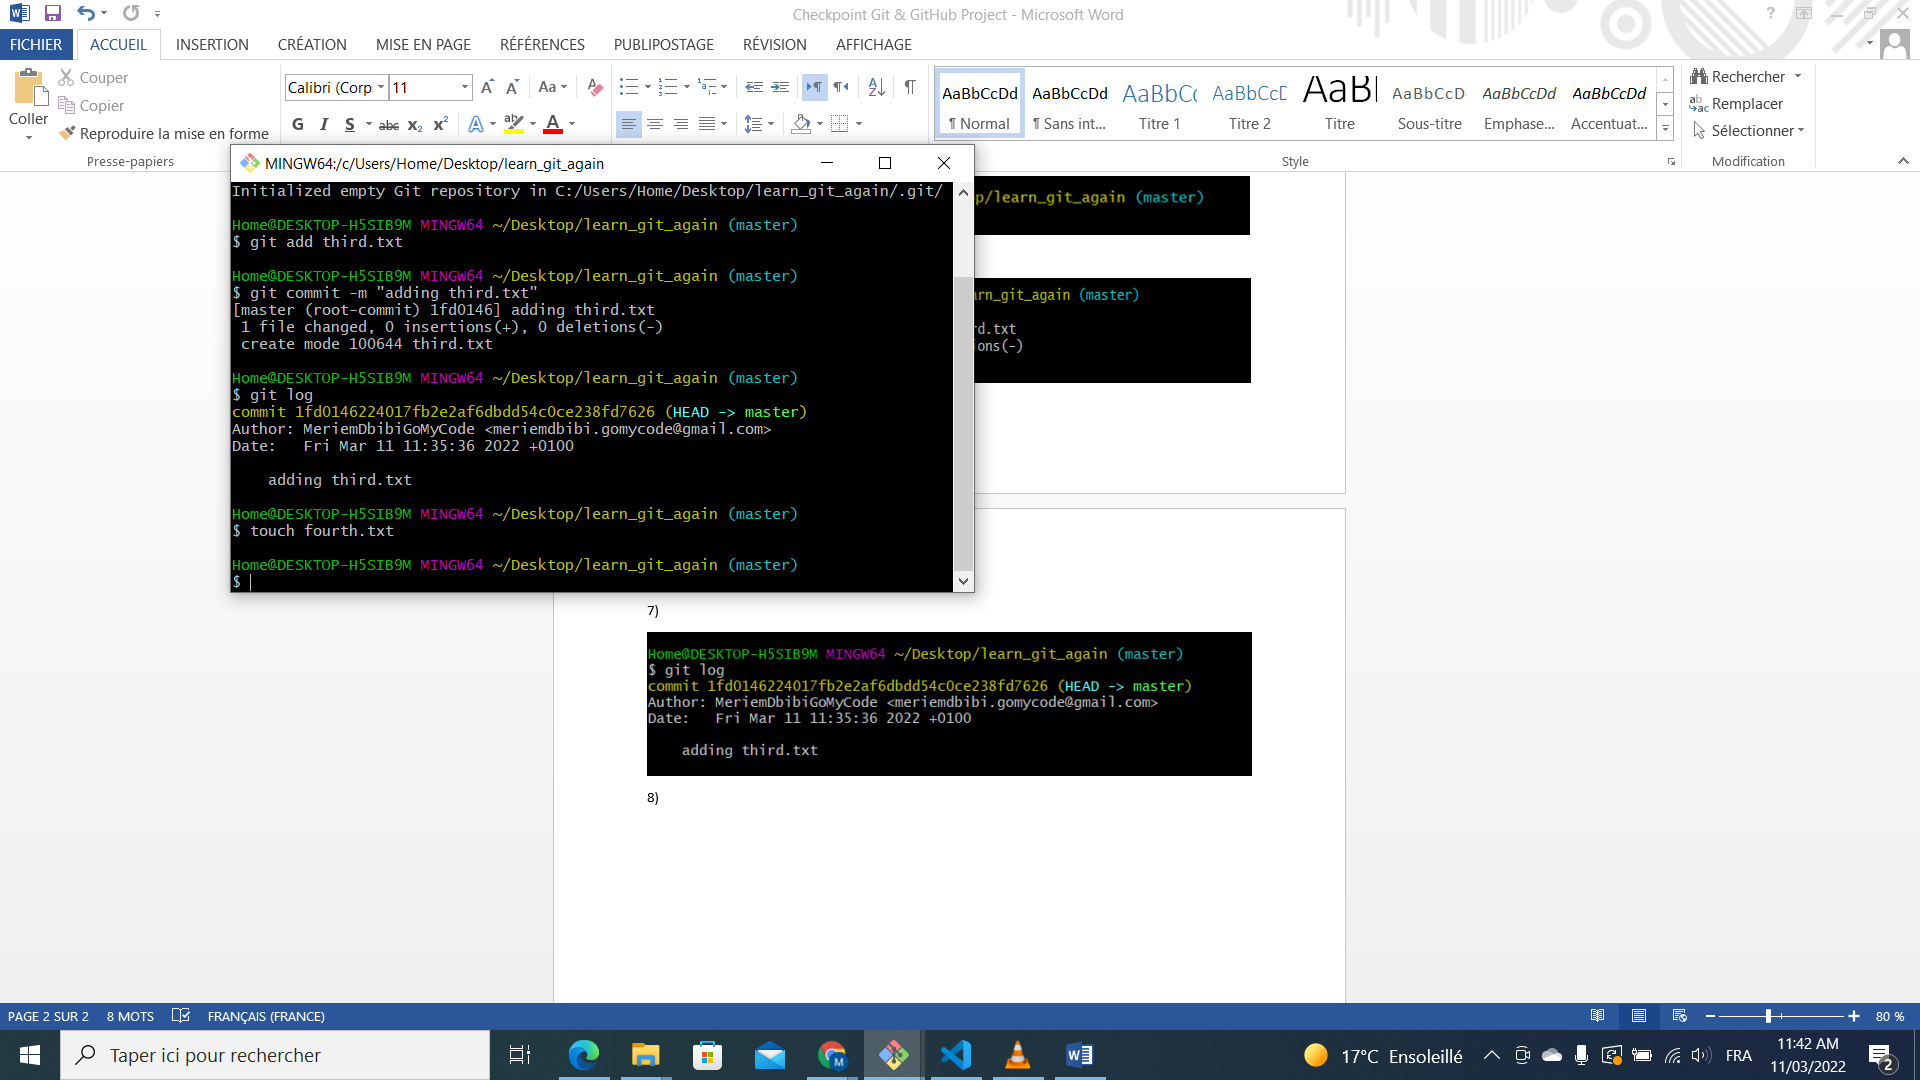 Checkpoint Git & GitHub Project - Microsoft Word
FICHIER ACCUEIL INSERTION CRÉATION MISE EN PAGE RÉFÉRENCES PUBLIPOSTAGE RÉVISION AFFICHAGE
Coller
Couper
Copier
Reproduire la mise en forme
Presse-papiers
Calibri (Corp 11
Aa
G I S abc X₂ X² A ab A
AaBbCcDd AaBbCcDd AaBbCc AaBbCcD AaBl AaBbCcD AaBbCcDd AaBbCcDd
¶ Normal ¶ Sans int... Titre 1 Titre 2 Titre Sous-titre Emphase... Accentuat...
Style
Rechercher
Remplacer
Sélectionner
Modification
MINGW64:/c/Users/Home/Desktop/learn_git_again
Initialized empty Git repository in C:/Users/Home/Desktop/learn_git_again/.git/
Home@DESKTOP-H5SIB9M MINGW64 ~/Desktop/learn_git_again (master)
$ git add third.txt
Home@DESKTOP-H5SIB9M MINGW64 ~/Desktop/learn_git_again (master)
$ git commit -m "adding third.txt"
[master (root-commit) 1fd0146] adding third.txt
1 file changed, 0 insertions(+), 0 deletions(-)
create mode 100644 third.txt
Home@DESKTOP-H5SIB9M MINGW64 ~/Desktop/learn_git_again (master)
$ git log
commit 1fd0146224017fb2e2af6dbdd54c0ce238fd7626 (HEAD -> master)
Author: MeriemDbibiGoMyCode <meriemdbibi.gomycode@gmail.com>
Date: Fri Mar 11 11:35:36 2022 +0100
adding third.txt
Home@DESKTOP-H5SIB9M MINGW64 ~/Desktop/learn_git_again (master)
$ touch fourth.txt
Home@DESKTOP-H5SIB9M MINGW64 ~/Desktop/learn_git_again (master)
$
p/learn_git_again (master)
arn_git_again (master)
rd.txt
ions(-)
7)
Home@DESKTOP-H5SIB9M MINGW64 ~/Desktop/learn_git_again (master)
$ git log
commit 1fd0146224017fb2e2af6dbdd54c0ce238fd7626 (HEAD -> master)
Author: MeriemDbibiGoMyCode <meriemdbibi.gomycode@gmail.com>
Date: Fri Mar 11 11:35:36 2022 +0100
adding third.txt
8)
PAGE 2 SUR 2 8 MOTS FRANÇAIS (FRANCE) 80 %
Taper ici pour rechercher
17°C Ensoleillé
FRA
11:42 AM
11/03/2022
2